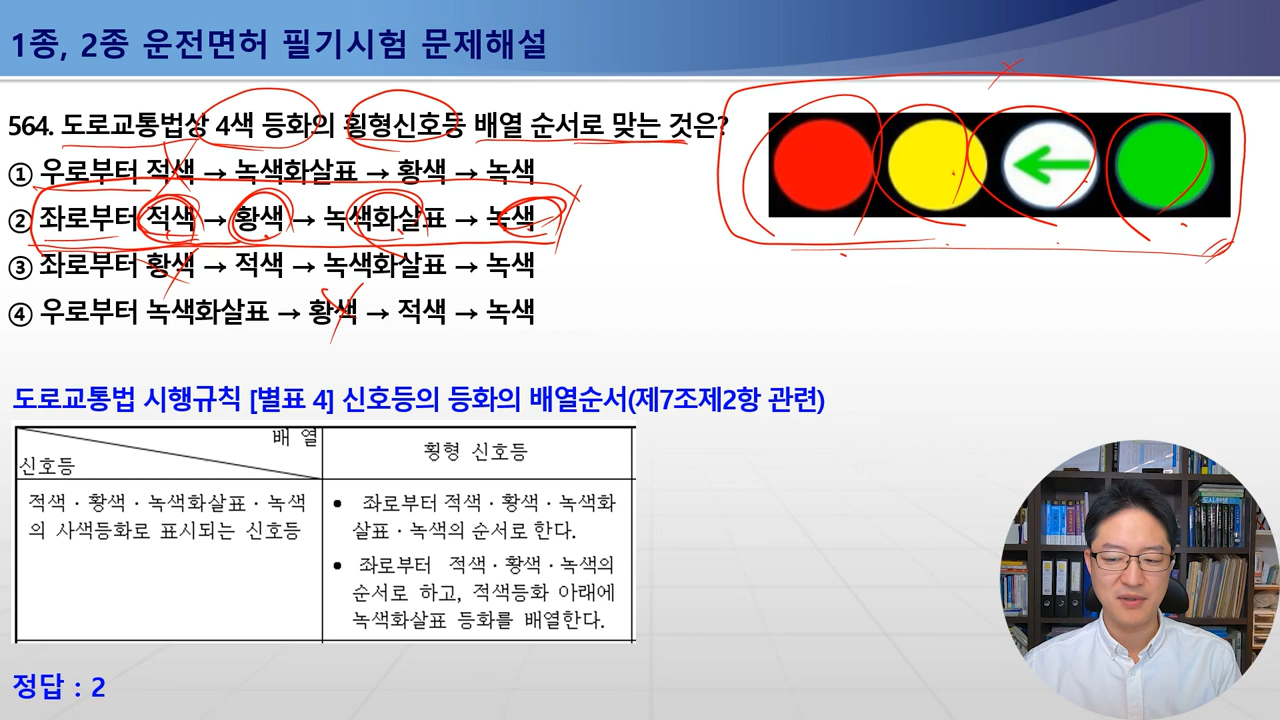 1종, 2종 운전면허 필기시험 문제해설
564. 도로교통법상 4색 등화의 횡형신호등 배열 순서로 맞는 것은?
① 우로부터 적색 → 녹색화살표 → 황색 → 녹색
② 좌로부터 적색 → 황색 → 녹색화살표 → 녹색
③ 좌로부터 황색 → 적색 → 녹색화살표 → 녹색
④ 우로부터 녹색화살표 → 황색 → 적색 → 녹색
도로교통법 시행규칙 [별표 4] 신호등의 등화의 배열순서(제7조제2항 관련)
배 열
신호등
횡형 신호등
적색 · 황색 · 녹색화살표 · 녹색
의 사색등화로 표시되는 신호등
• 좌로부터 적색 · 황색 · 녹색화
살표 · 녹색의 순서로 한다.
• 좌로부터 적색 · 황색 · 녹색의
순서로 하고, 적색등화 아래에
녹색화살표 등화를 배열한다.
정답 : 2